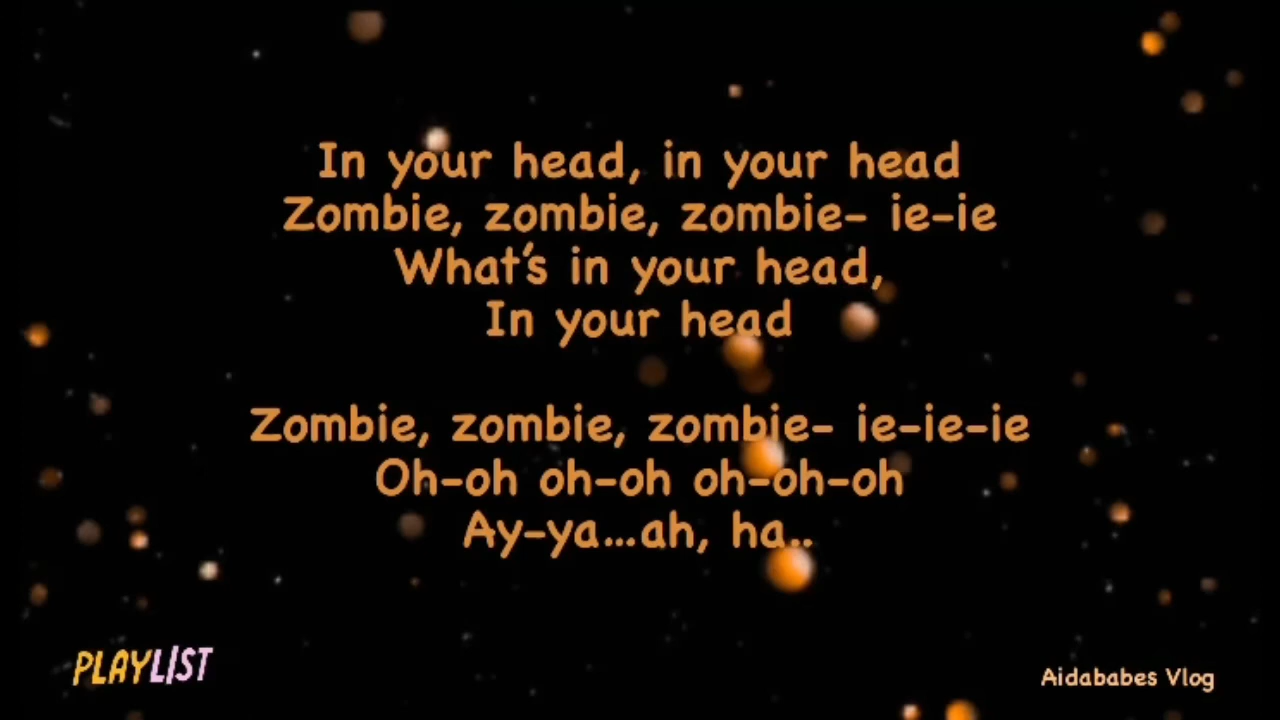 In your head, in your head
Zombie, zombie, zombie- ie-ie
What's in your head,
In your head
Zombie, zombie, zombie- ie-ie-ie
Oh-oh oh-oh oh-oh-oh
Ay-ya...ah, ha..
PLAYLIST
Aidababes Vlog